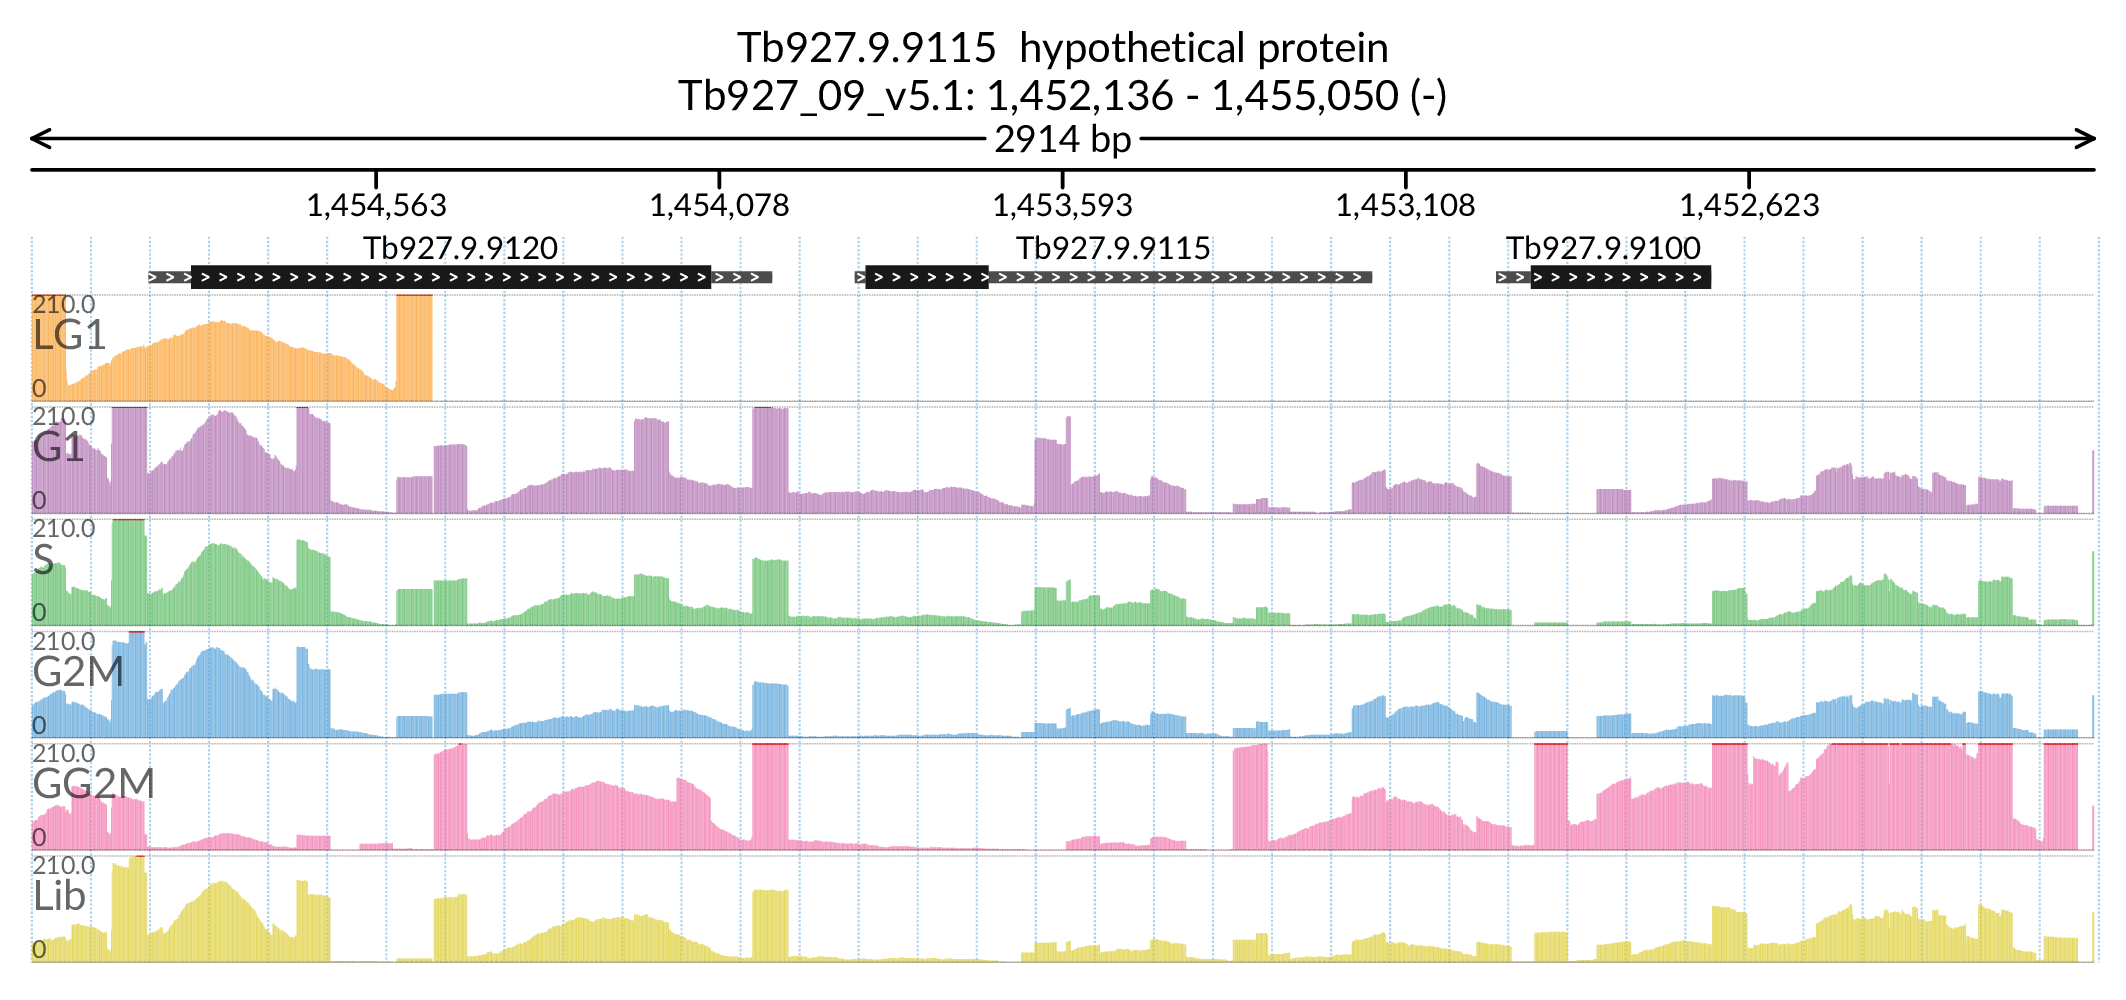 Tb927.9.9115 hypothetical protein
Tb927_09_v5.1: 1,452,136 - 1,455,050 (-)
2914 bp
1,454,563 1,454,078 1,453,593 1,453,108 1,452,623
Tb927.9.9120 Tb927.9.9115 Tb927.9.9100
210.0
LG1
0
210.0
G1
0
210.0
S
0
210.0
G2M
0
210.0
GG2M
0
210.0
Lib
0